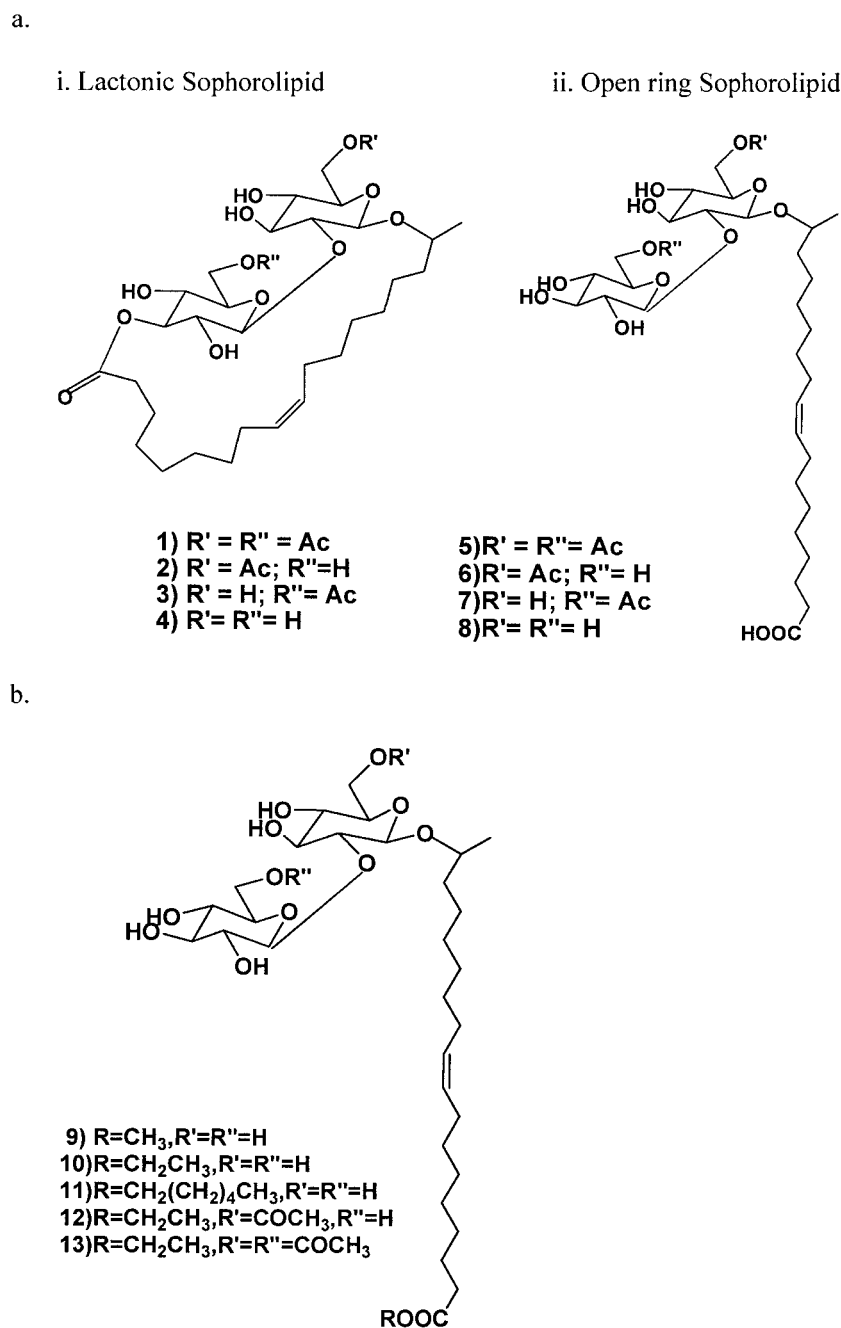 a.
i. Lactonic Sophorolipid
ii. Open ring Sophorolipid
OR'
O
HO
HO
O
O
OR"
HO
O
O
OH
O
OR'
O
HO
HO
O
O
OR"
HO
HO
O
OH
HOOC
1) R' = R" = Ac
2) R' = Ac; R"=H
3) R' = H; R"= Ac
4) R'= R"= H
5)R' = R"= Ac
6)R'= Ac; R"= H
7)R'= H; R"= Ac
8)R'= R"= H
b.
OR'
O
HO
HO
O
O
OR"
HO
HO
O
OH
9) R=CH₃,R'=R"=H
10)R=CH₂CH₃,R'=R"=H
11)R=CH₂(CH₂)₄CH₃,R'=R"=H
12)R=CH₂CH₃,R'=COCH₃,R"=H
13)R=CH₂CH₃,R'=R"=COCH₃
ROOC